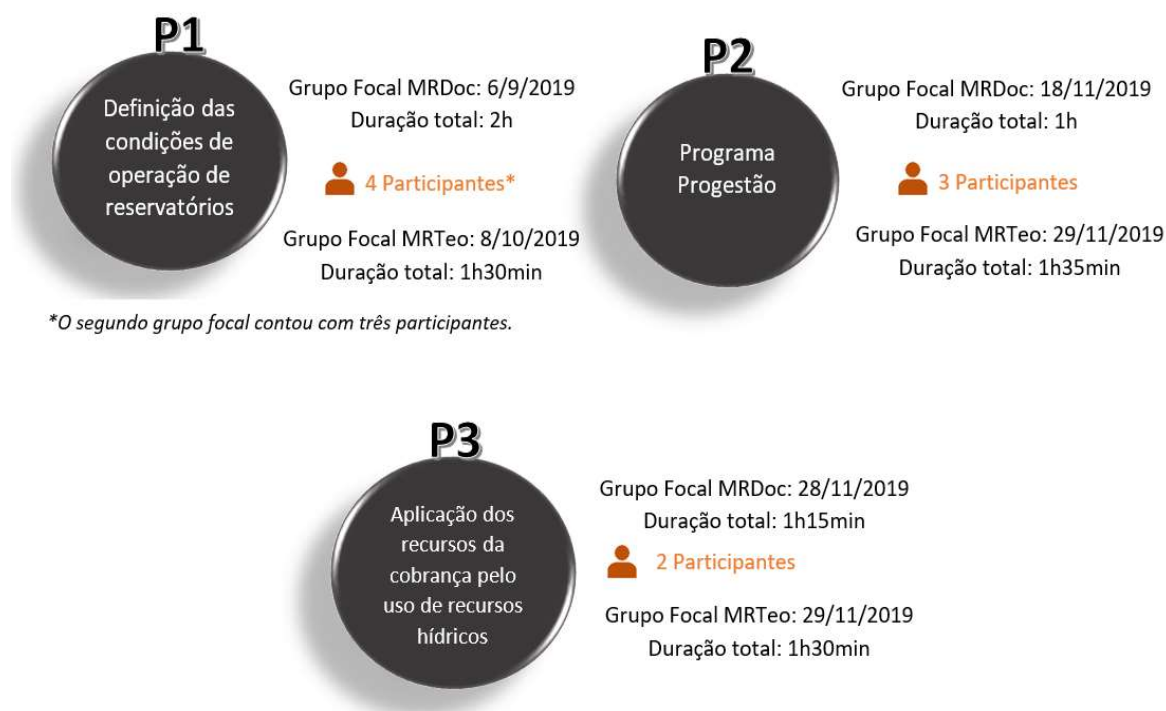 P1
Definição das
condições de
operação de
reservatórios
Grupo Focal MRDoc: 6/9/2019
Duração total: 2h
4 Participantes*
Grupo Focal MRTeo: 8/10/2019
Duração total: 1h30min
*O segundo grupo focal contou com três participantes.
P2
Programa
Progestão
Grupo Focal MRDoc: 18/11/2019
Duração total: 1h
3 Participantes
Grupo Focal MRTeo: 29/11/2019
Duração total: 1h35min
P3
Aplicação dos
recursos da
cobrança pelo
uso de recursos
hídricos
Grupo Focal MRDoc: 28/11/2019
Duração total: 1h15min
2 Participantes
Grupo Focal MRTeo: 29/11/2019
Duração total: 1h30min